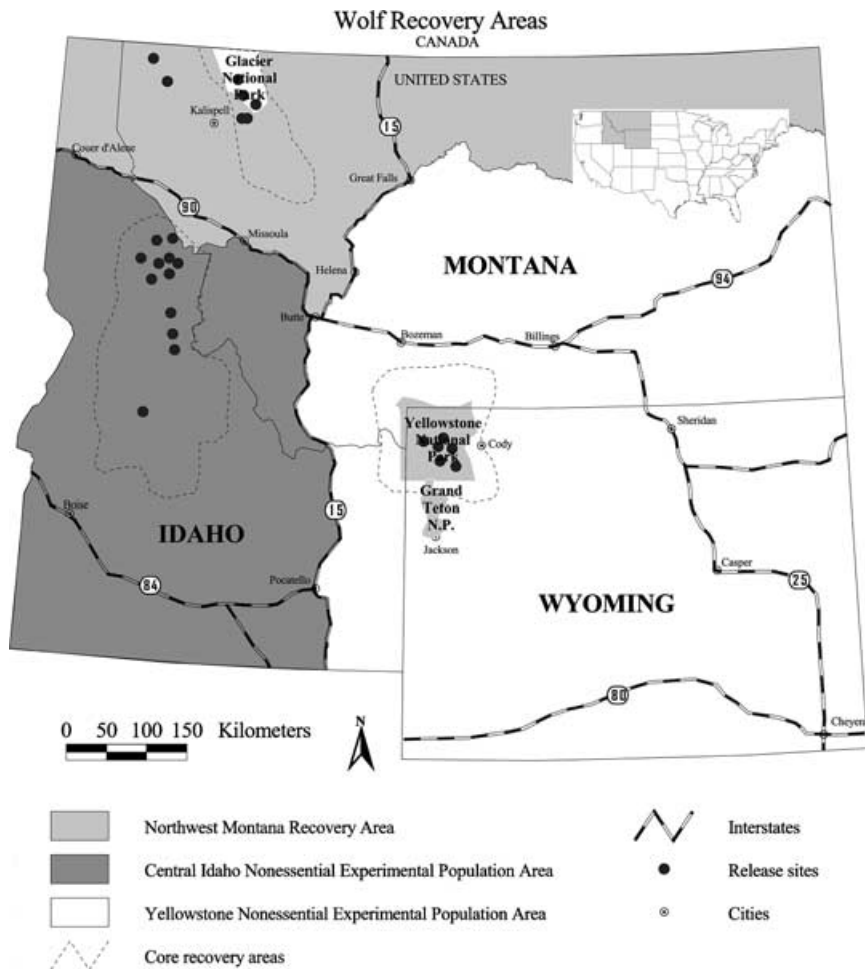 Wolf Recovery Areas
CANADA
Glacier
National
Park
UNITED STATES
Kalispell
15
Couer d'Alene
Great Falls
90
Missoula
Helena
MONTANA
94
Butte
Bozeman
Billings
Yellowstone
National
Park
Cody
Sheridan
Grand
Teton
N.P.
Jackson
Boise
IDAHO
15
Casper
84
Pocatello
WYOMING
25
80
Cheyen
0 50 100 150 Kilometers
N
Northwest Montana Recovery Area
Interstates
Central Idaho Nonessential Experimental Population Area
Release sites
Yellowstone Nonessential Experimental Population Area
Cities
Core recovery areas